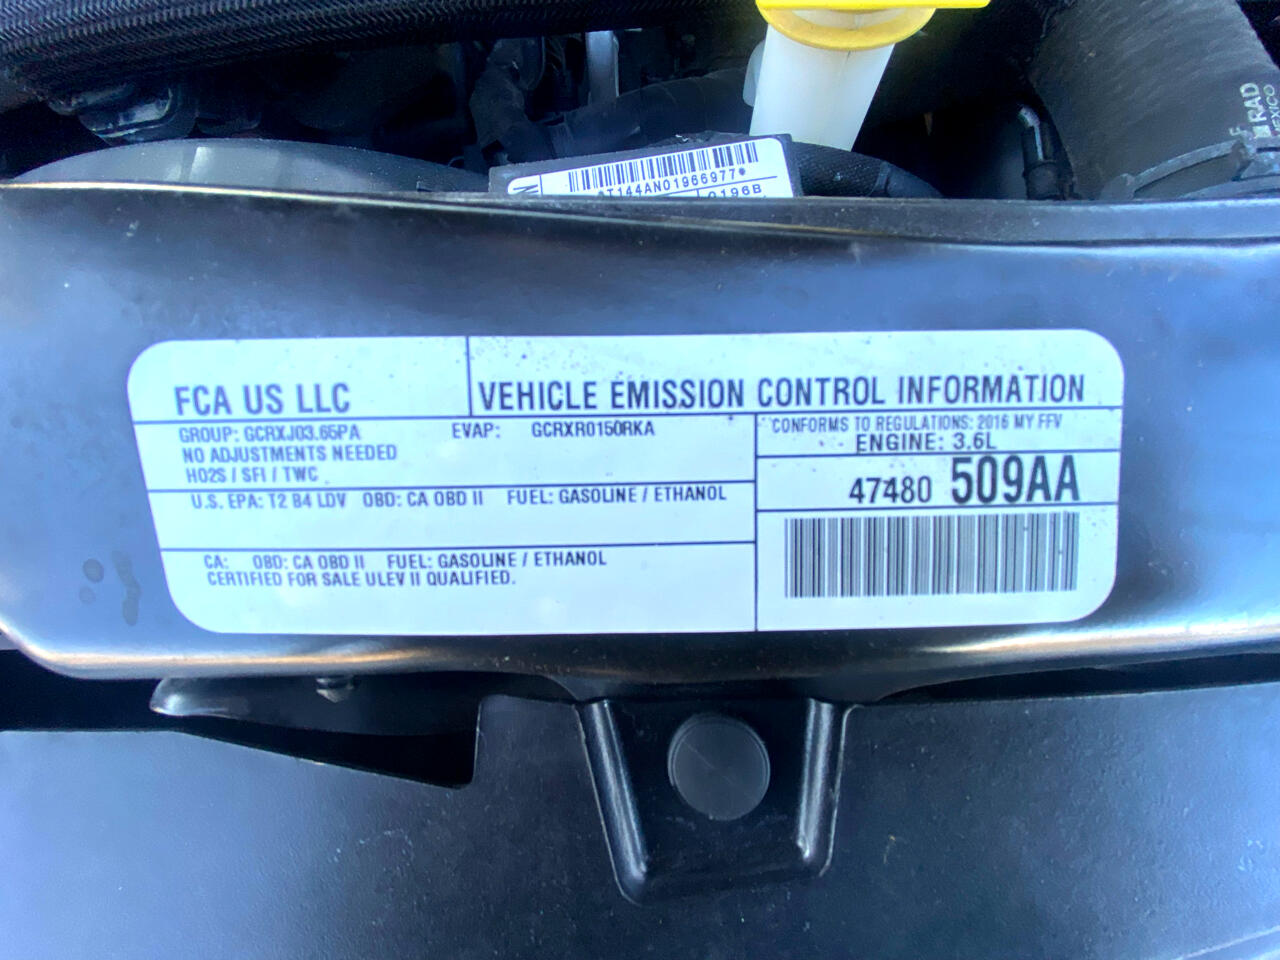 RAD
MEXICO
*T144AN01966977*
0196B
FCA US LLC
VEHICLE EMISSION CONTROL INFORMATION
GROUP: GCRXJ03.65PA EVAP: GCRXR0150RKA
NO ADJUSTMENTS NEEDED
HO2S / SFI / TWC
U.S. EPA: T2 B4 LDV OBD: CA OBD II FUEL: GASOLINE / ETHANOL
CA: OBD: CA OBD II FUEL: GASOLINE / ETHANOL
CERTIFIED FOR SALE ULEV II QUALIFIED.
CONFORMS TO REGULATIONS: 2016 MY FFV
ENGINE: 3.6L
47480 509AA